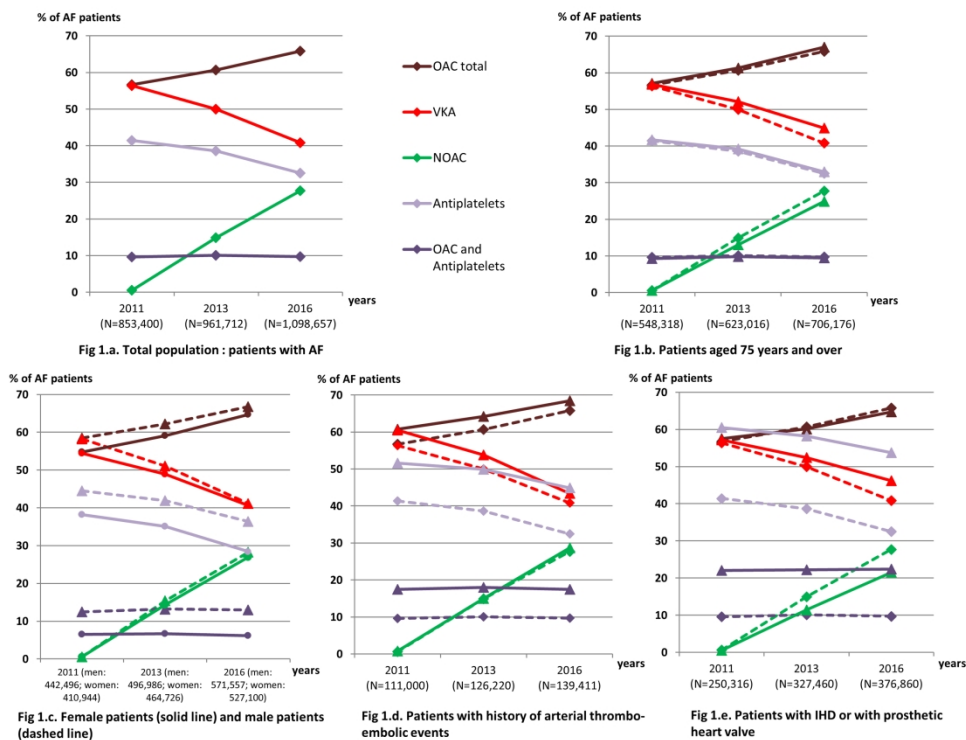 % of AF patients
70
60
50
40
30
20
10
0
2011
(N=853,400)
2013
(N=961,712)
2016
(N=1,098,657)
years
Fig 1.a. Total population : patients with AF
OAC total
VKA
NOAC
Antiplatelets
OAC and
Antiplatelets
% of AF patients
70
60
50
40
30
20
10
0
2011
(N=548,318)
2013
(N=623,016)
2016
(N=706,176)
years
Fig 1.b. Patients aged 75 years and over
% of AF patients
70
60
50
40
30
20
10
0
2011 (men:
442,496; women:
410,944)
2013 (men:
496,986; women:
464,726)
2016 (men:
571,557; women:
527,100)
years
Fig 1.c. Female patients (solid line) and male patients
(dashed line)
% of AF patients
70
60
50
40
30
20
10
0
2011
(N=111,000)
2013
(N=126,220)
2016
(N=139,411)
years
Fig 1.d. Patients with history of arterial thrombo-
embolic events
% of AF patients
70
60
50
40
30
20
10
0
2011
(N=250,316)
2013
(N=327,460)
2016
(N=376,860)
years
Fig 1.e. Patients with IHD or with prosthetic
heart valve